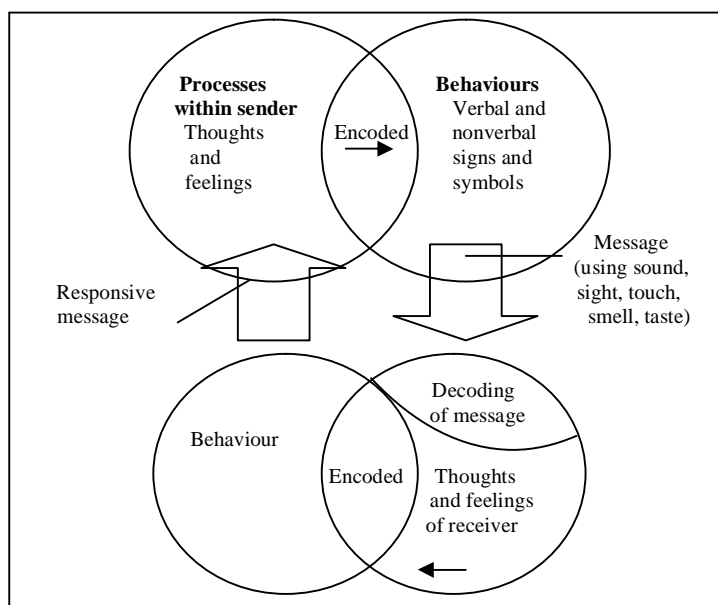 Processes
within sender
Thoughts
and
feelings
Encoded
Behaviours
Verbal and
nonverbal
signs and
symbols
Responsive
message
Message
(using sound,
sight, touch,
smell, taste)
Behaviour
Encoded
Decoding
of message
Thoughts
and feelings
of receiver